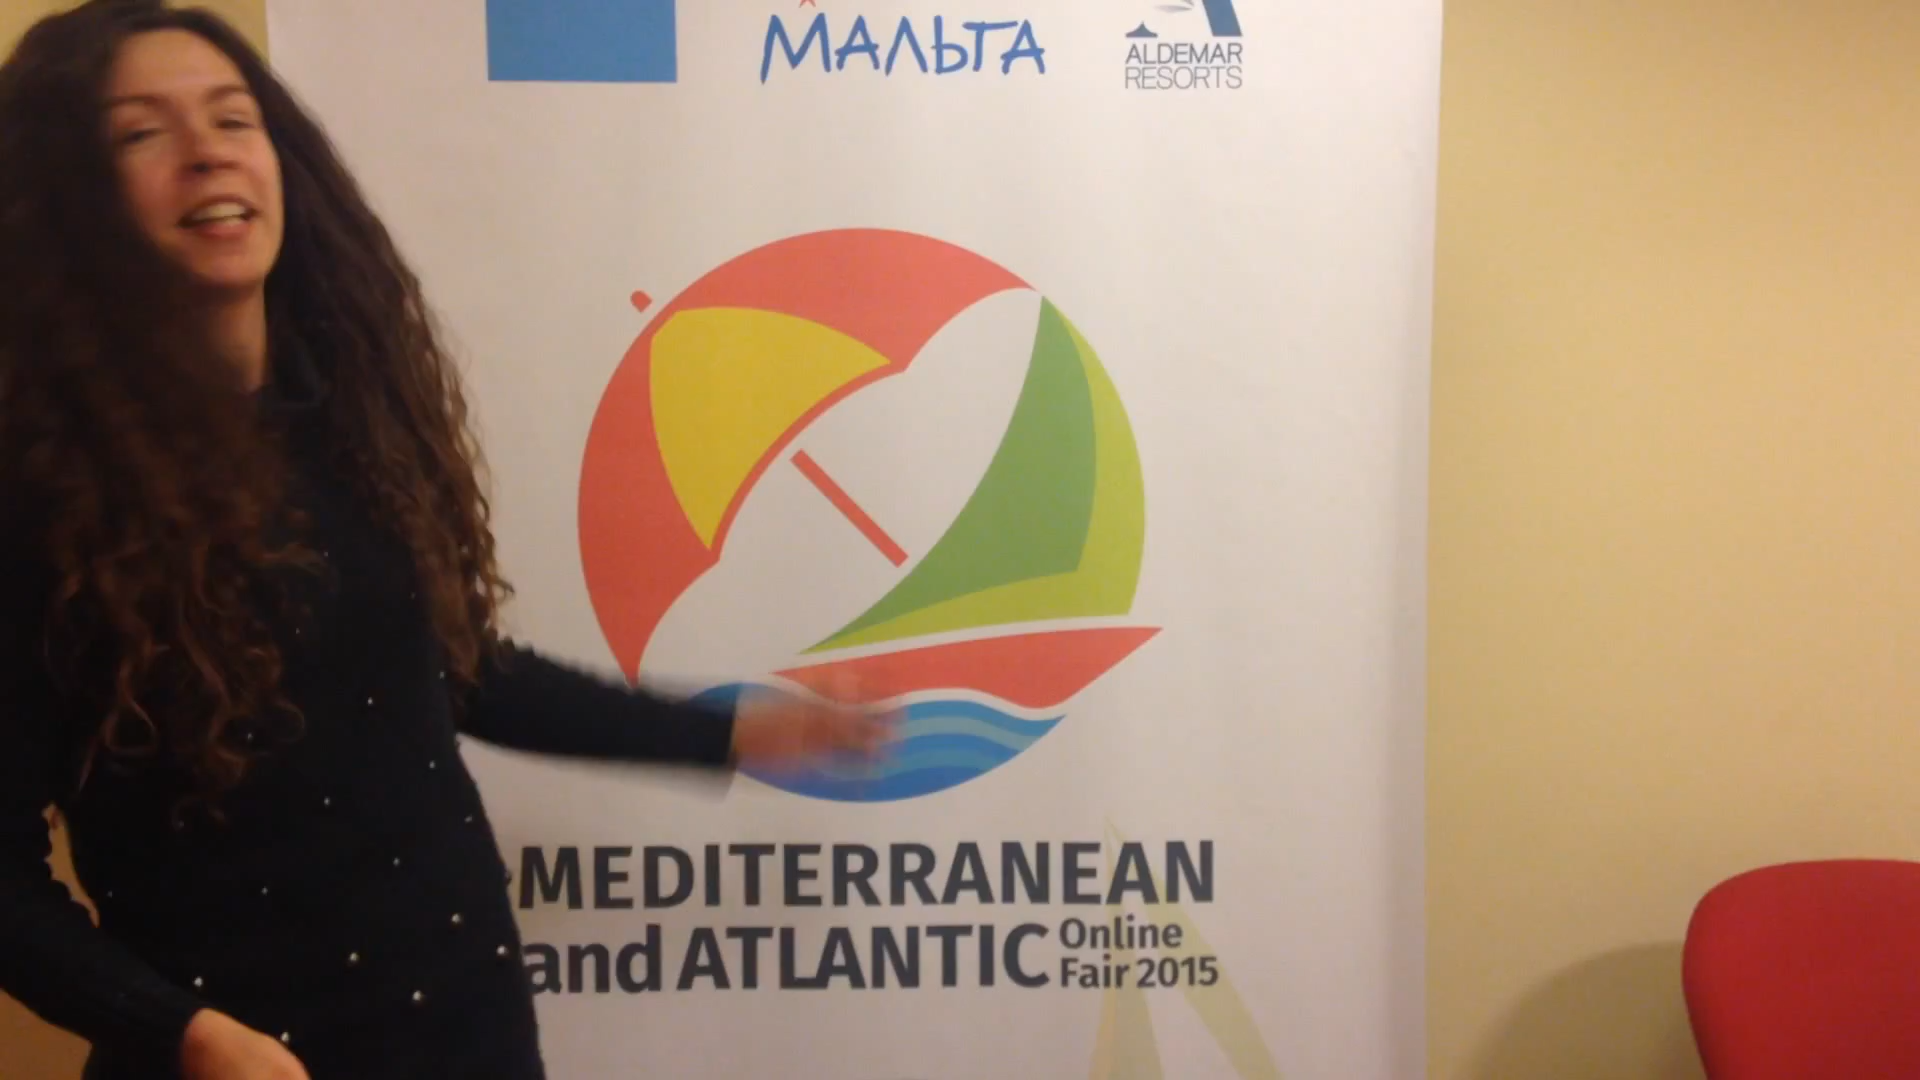 МАЛЬТА
ALDEMAR
RESORTS
MEDITERRANEAN
and ATLANTIC Online
Fair 2015